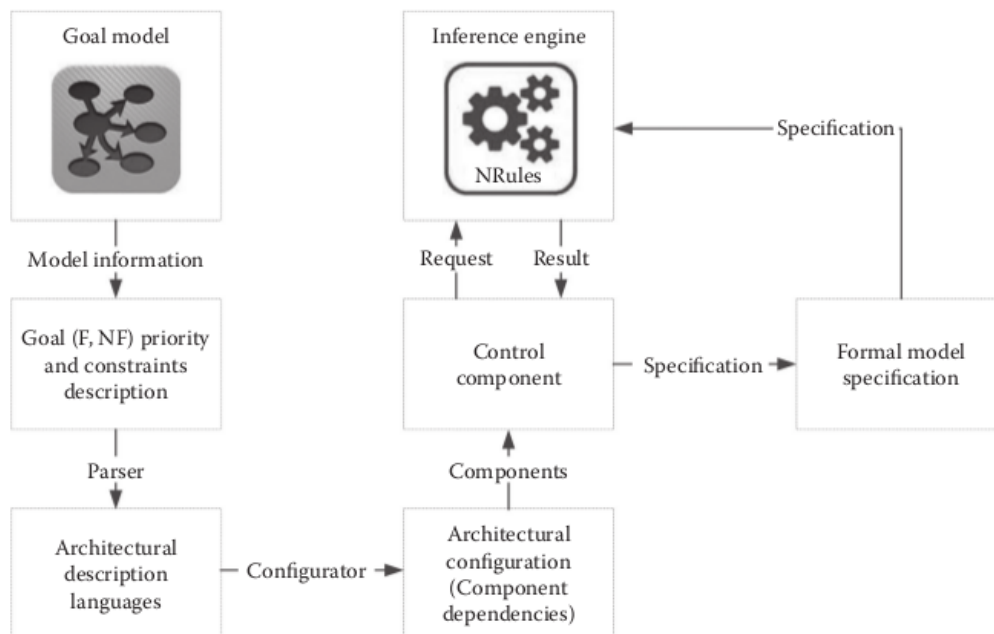 Goal model
Model information
Goal (F, NF) priority
and constraints
description
Parser
Architectural
description
languages
Configurator
Architectural
configuration
(Component
dependencies)
Components
Control
component
Request
Result
Inference engine
NRules
Specification
Formal model
specification
Specification